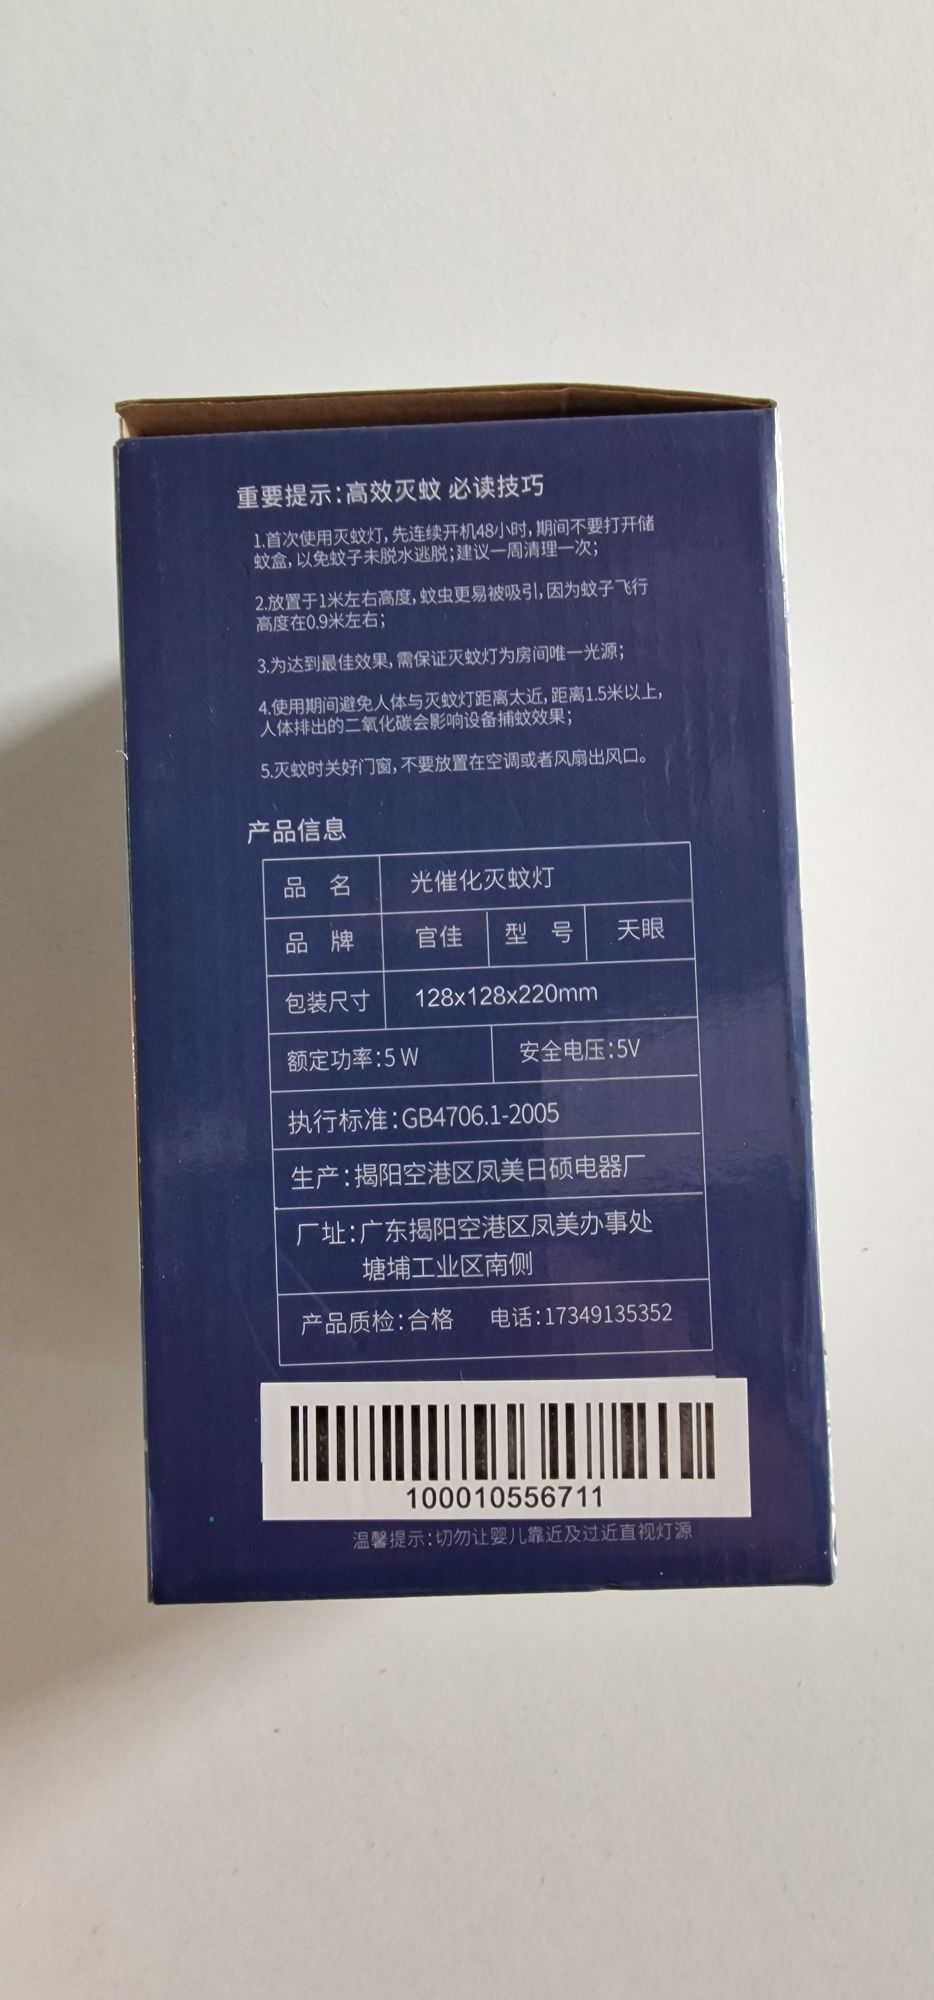 重要提示:高效灭蚊 必读技巧
1.首次使用灭蚊灯,先连续开机48小时,期间不要打开储
蚊盒,以免蚊子未脱水逃脱;建议一周清理一次;
2.放置于1米左右高度,蚊虫更易被吸引,因为蚊子飞行
高度在0.9米左右;
3.为达到最佳效果,需保证灭蚊灯为房间唯一光源;
4.使用期间避免人体与灭蚊灯距离太近,距离1.5米以上,
人体排出的二氧化碳会影响设备捕蚊效果;
5.灭蚊时关好门窗,不要放置在空调或者风扇出风口。
产品信息
品 名 光催化灭蚊灯
品 牌 官佳 型 号 天眼
包装尺寸 128x128x220mm
额定功率:5 W 安全电压:5V
执行标准:GB4706.1-2005
生产:揭阳空港区凤美日硕电器厂
厂址:广东揭阳空港区凤美办事处
塘埔工业区南侧
产品质检:合格 电话:17349135352
100010556711
温馨提示:切勿让婴儿靠近及过近直视灯源